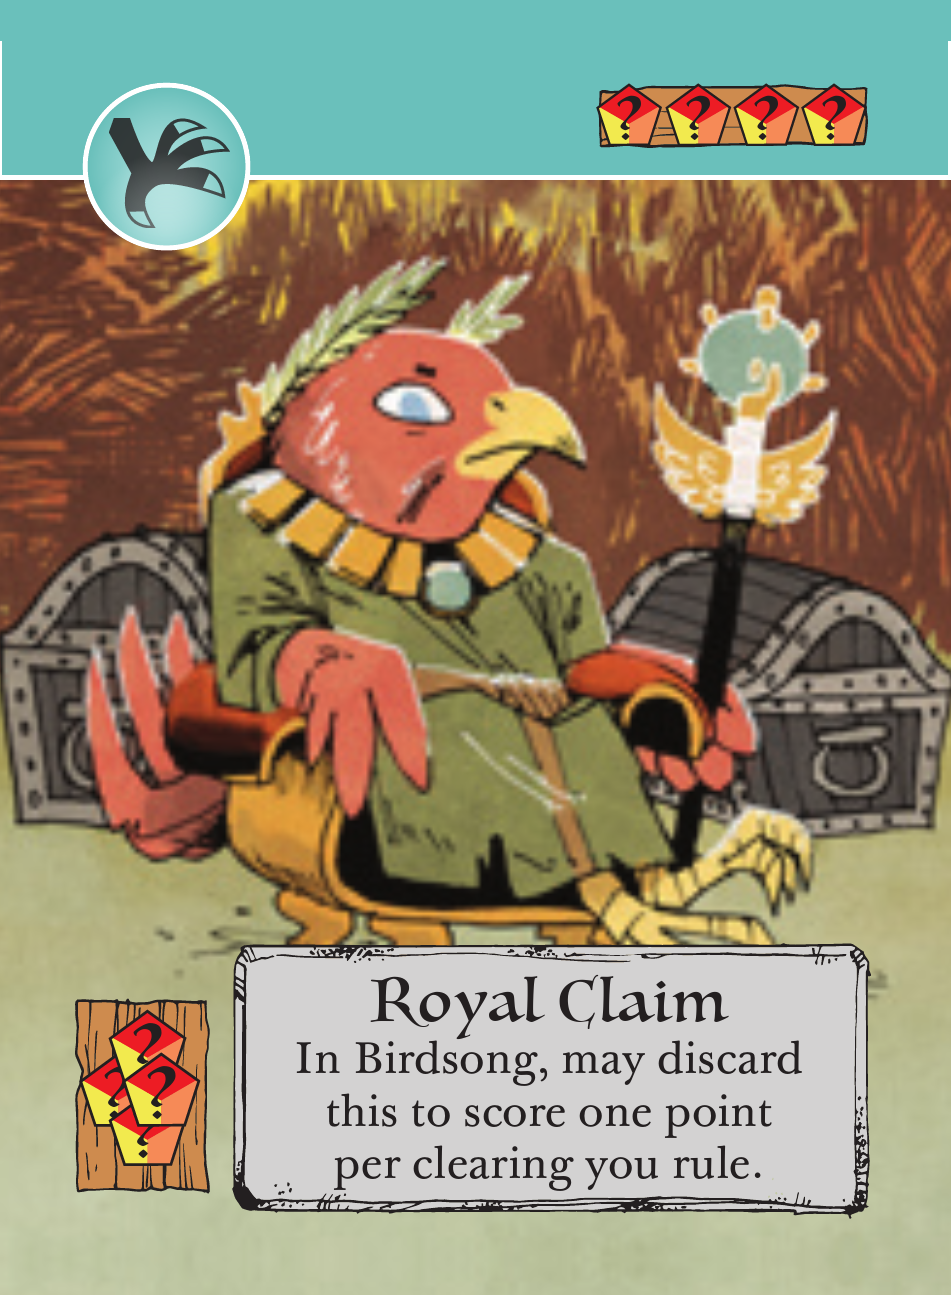 ? ? ? ?
Royal Claim
In Birdsong, may discard
this to score one point
per clearing you rule.
?
? ?
?